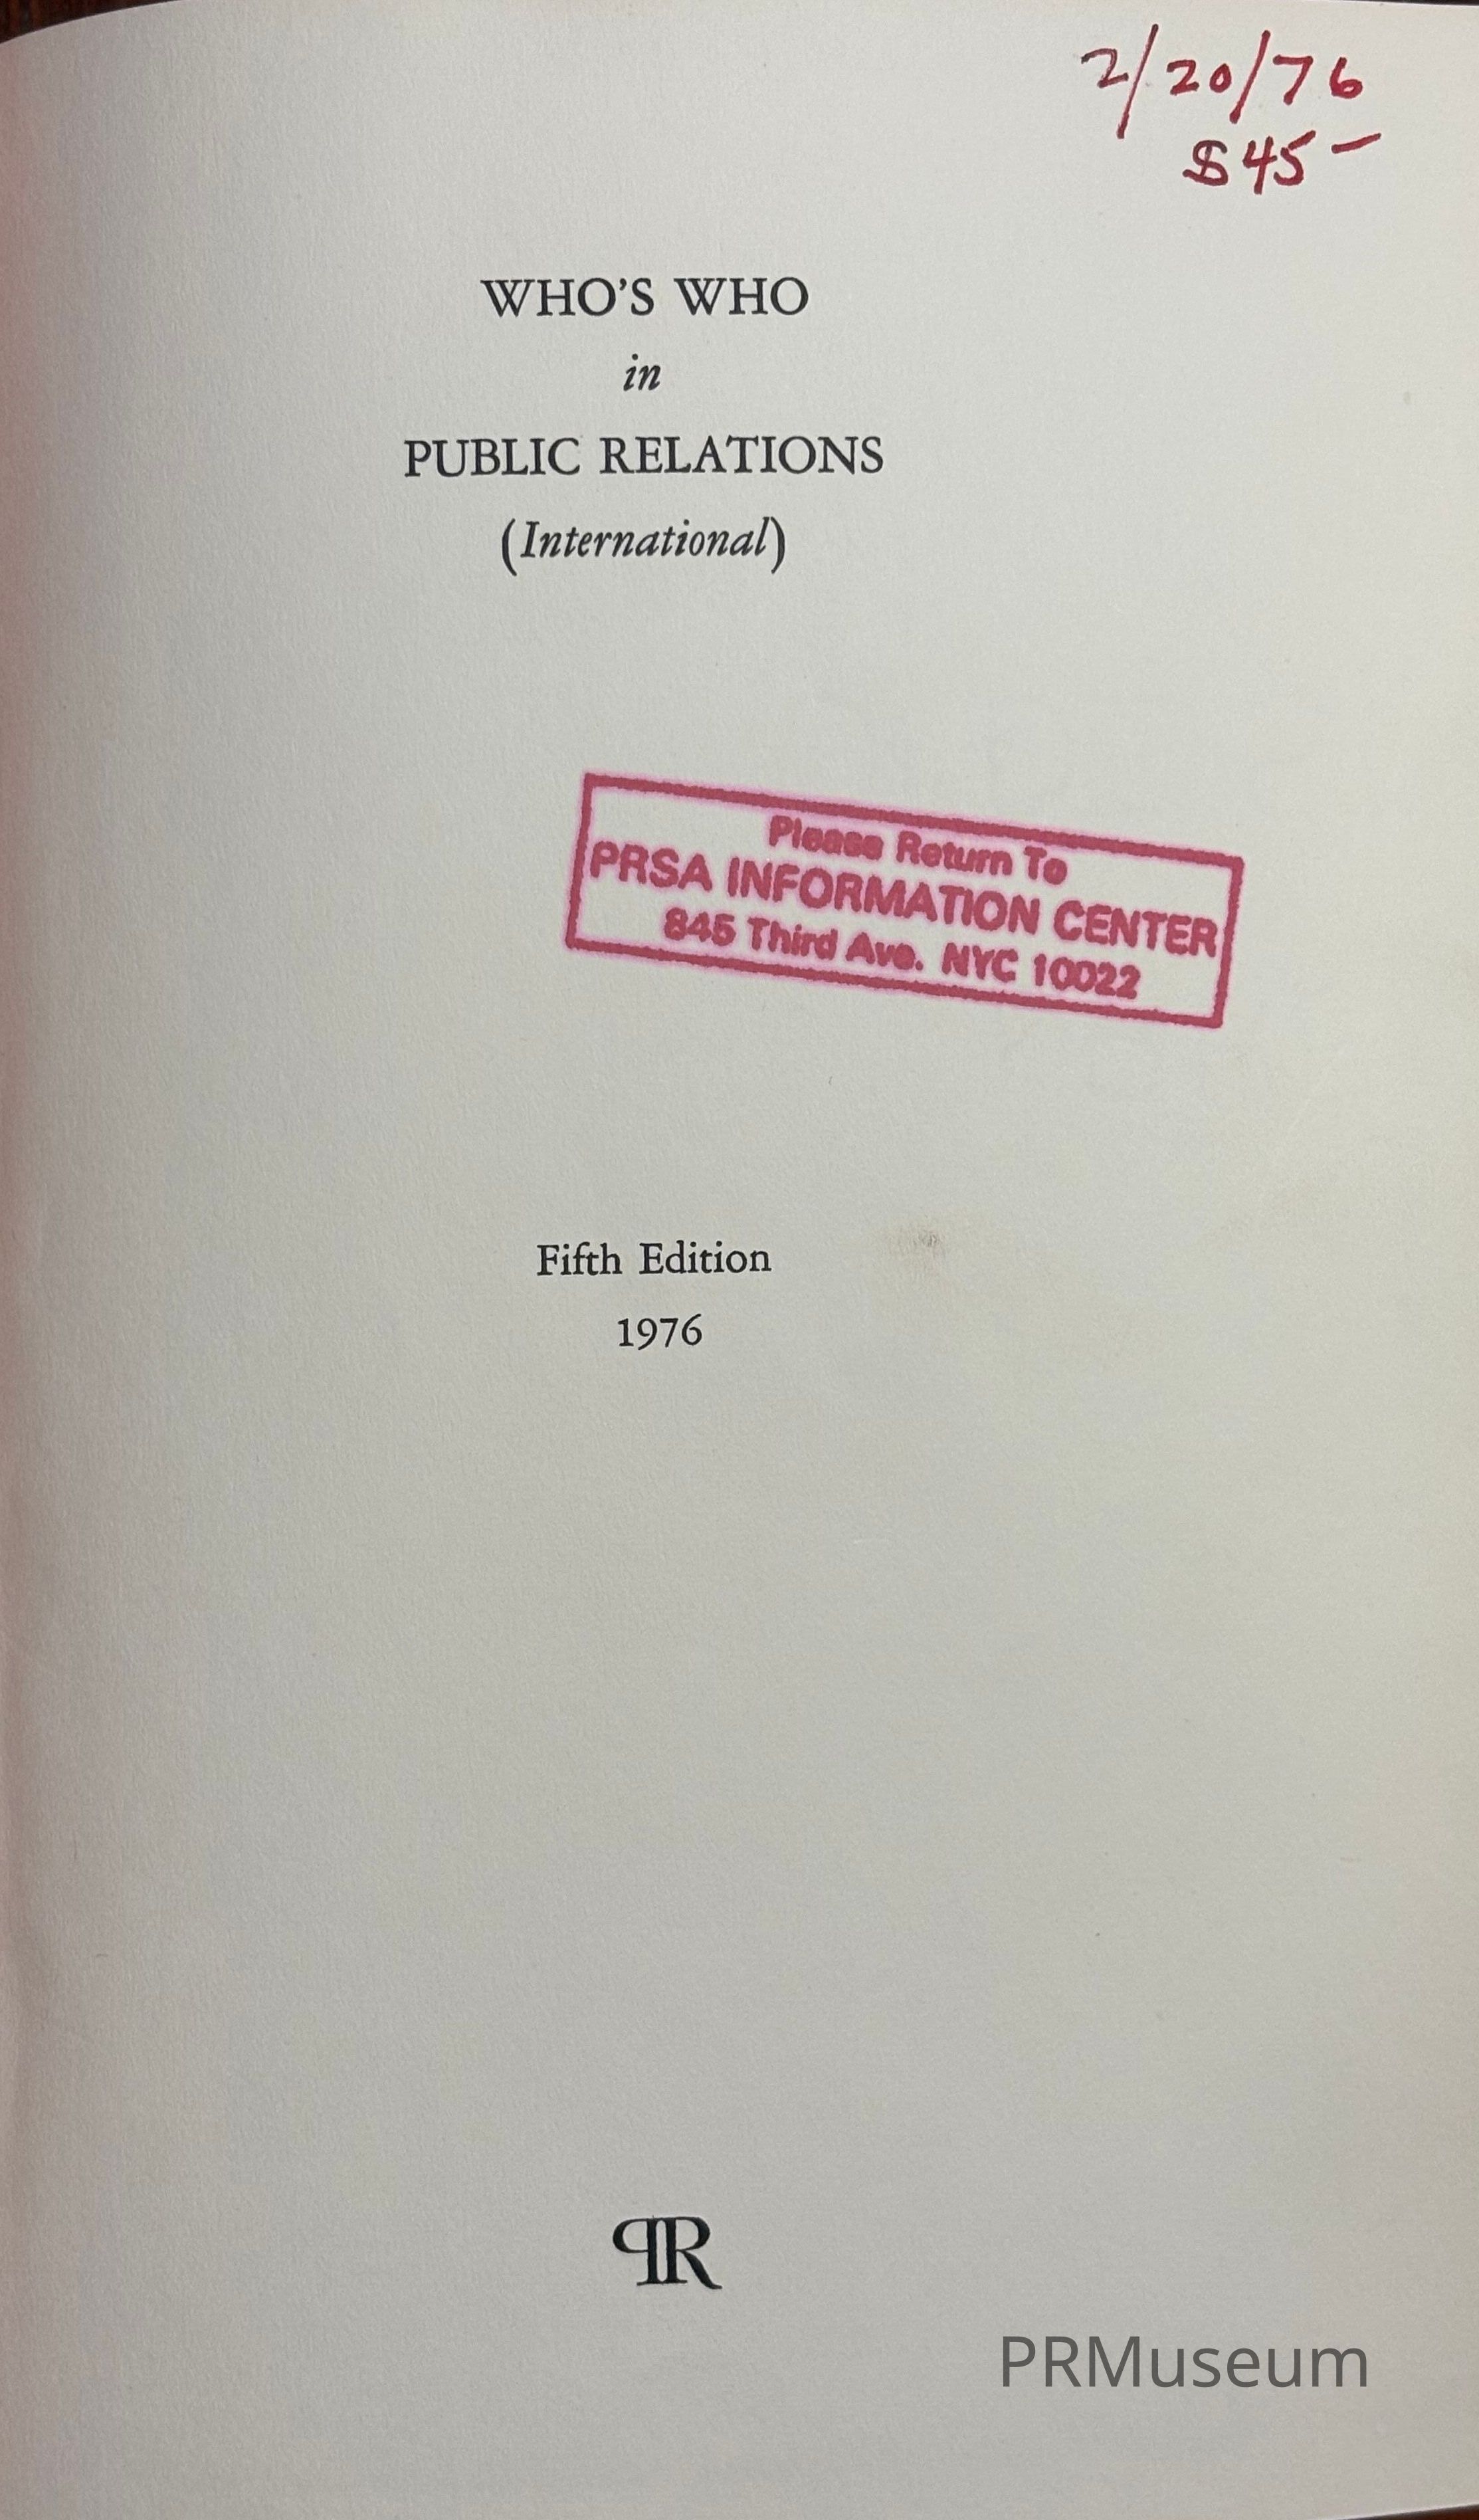 2/20/76
$45-
WHO'S WHO
in
PUBLIC RELATIONS
(International)
Please Return To
PRSA INFORMATION CENTER
845 Third Ave. NYC 10022
Fifth Edition
1976
PR
PRMuseum